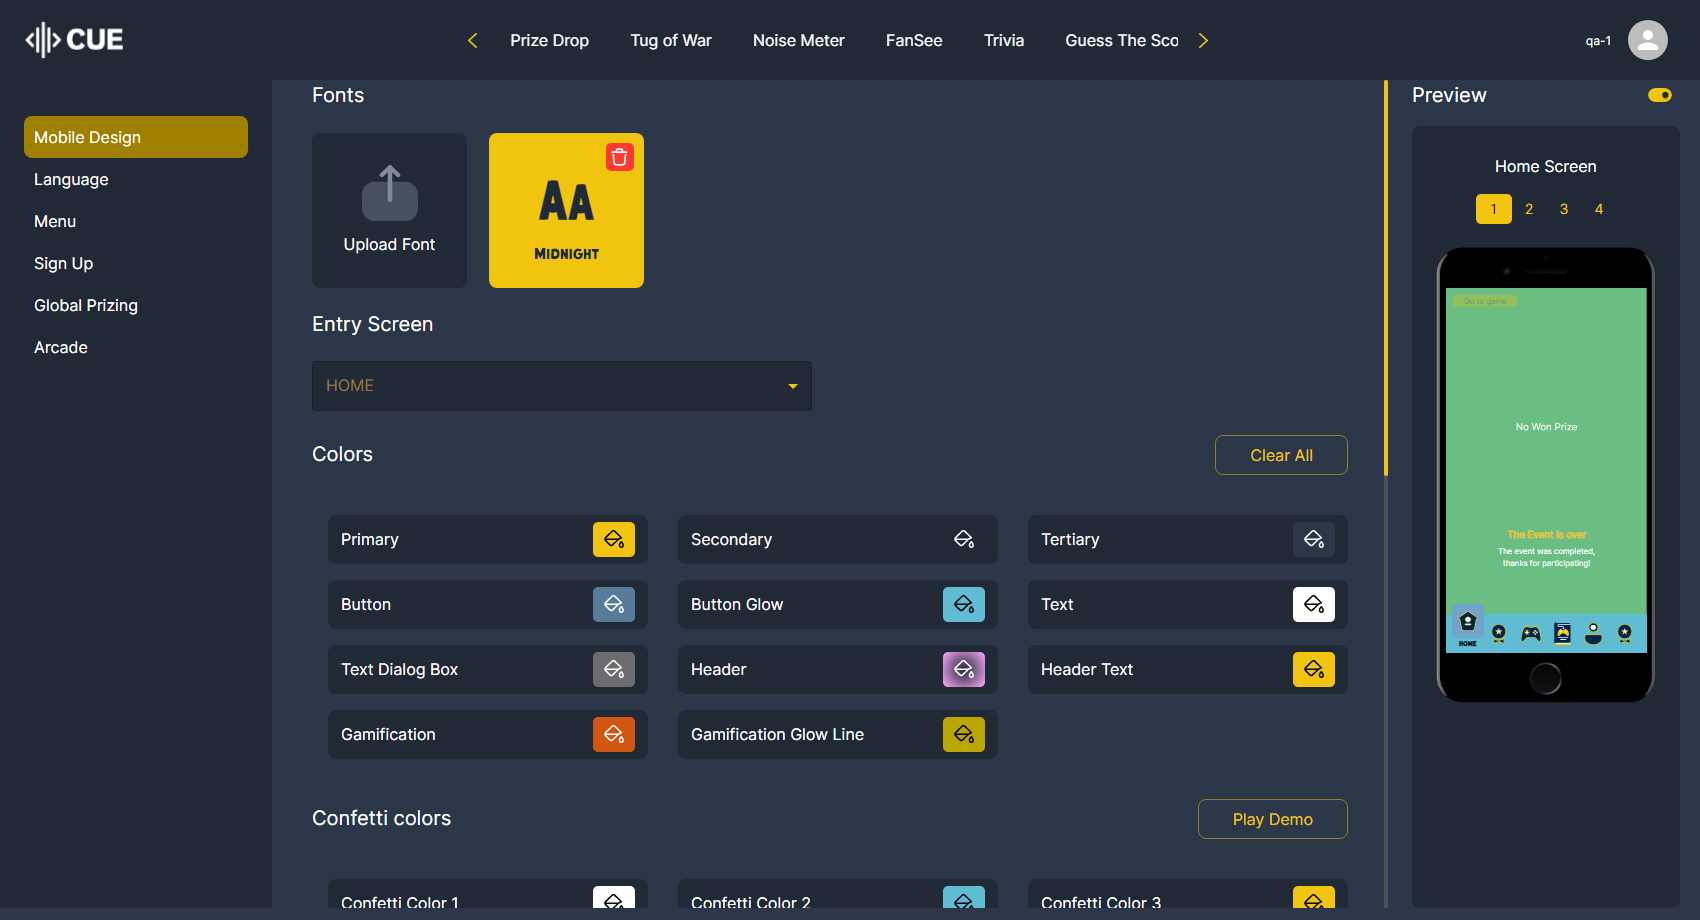 CUE
Prize Drop
Tug of War
Noise Meter
FanSee
Trivia
Guess The Sco
qa-1
Mobile Design
Language
Menu
Sign Up
Global Prizing
Arcade
Fonts
Upload Font
AA
MIDNIGHT
Entry Screen
HOME
Colors
Clear All
Primary
Secondary
Tertiary
Button
Button Glow
Text
Text Dialog Box
Header
Header Text
Gamification
Gamification Glow Line
Confetti colors
Play Demo
Confetti Color 1
Confetti Color 2
Confetti Color 3
Preview
Home Screen
1 2 3 4
Go to game
No Won Prize
The Event is over
The event was completed,
thanks for participating!
HOME